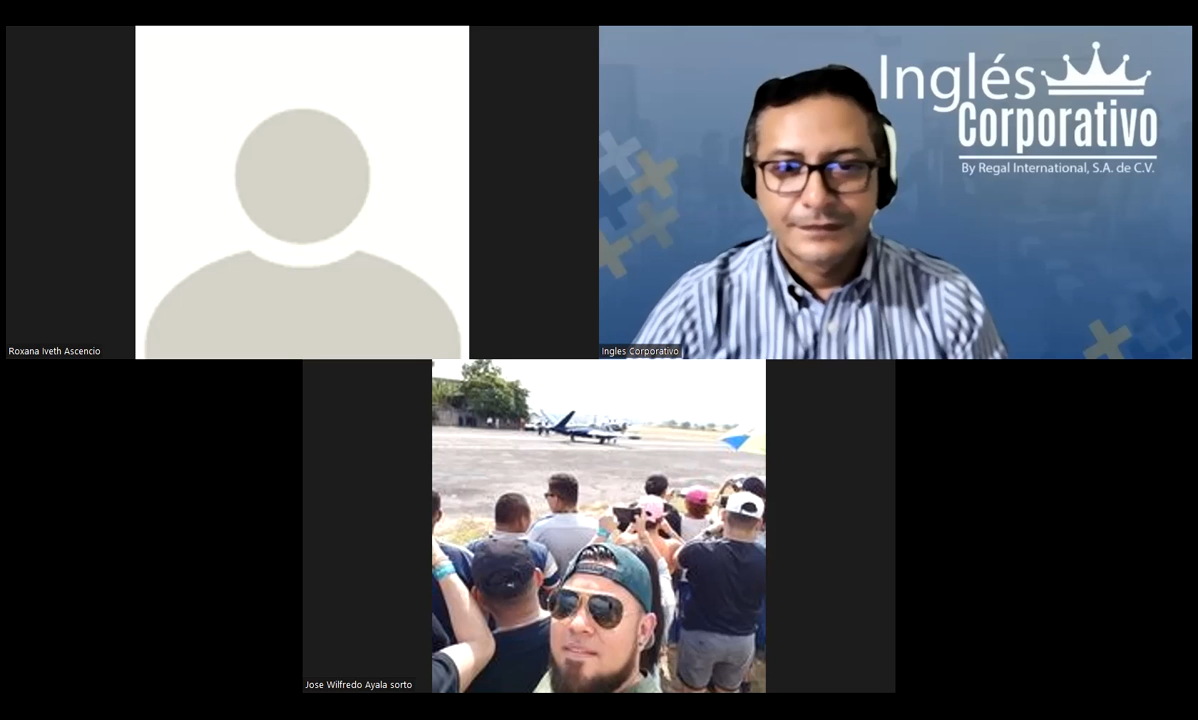 Inglés
Corporativo
By Regal International, S.A. de C.V.
Roxana Iveth Ascencio
Ingles Corporativo
Jose Wilfredo Ayala sorto